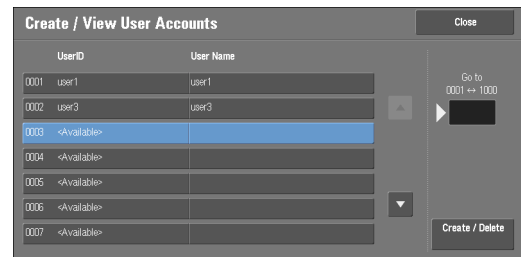 Create / View User Accounts
Close
UserID User Name
0001 user1 user1
0002 user3 user3
0003 <Available>
0004 <Available>
0005 <Available>
0006 <Available>
0007 <Available>
Go to
0001 ↔ 1000
Create / Delete